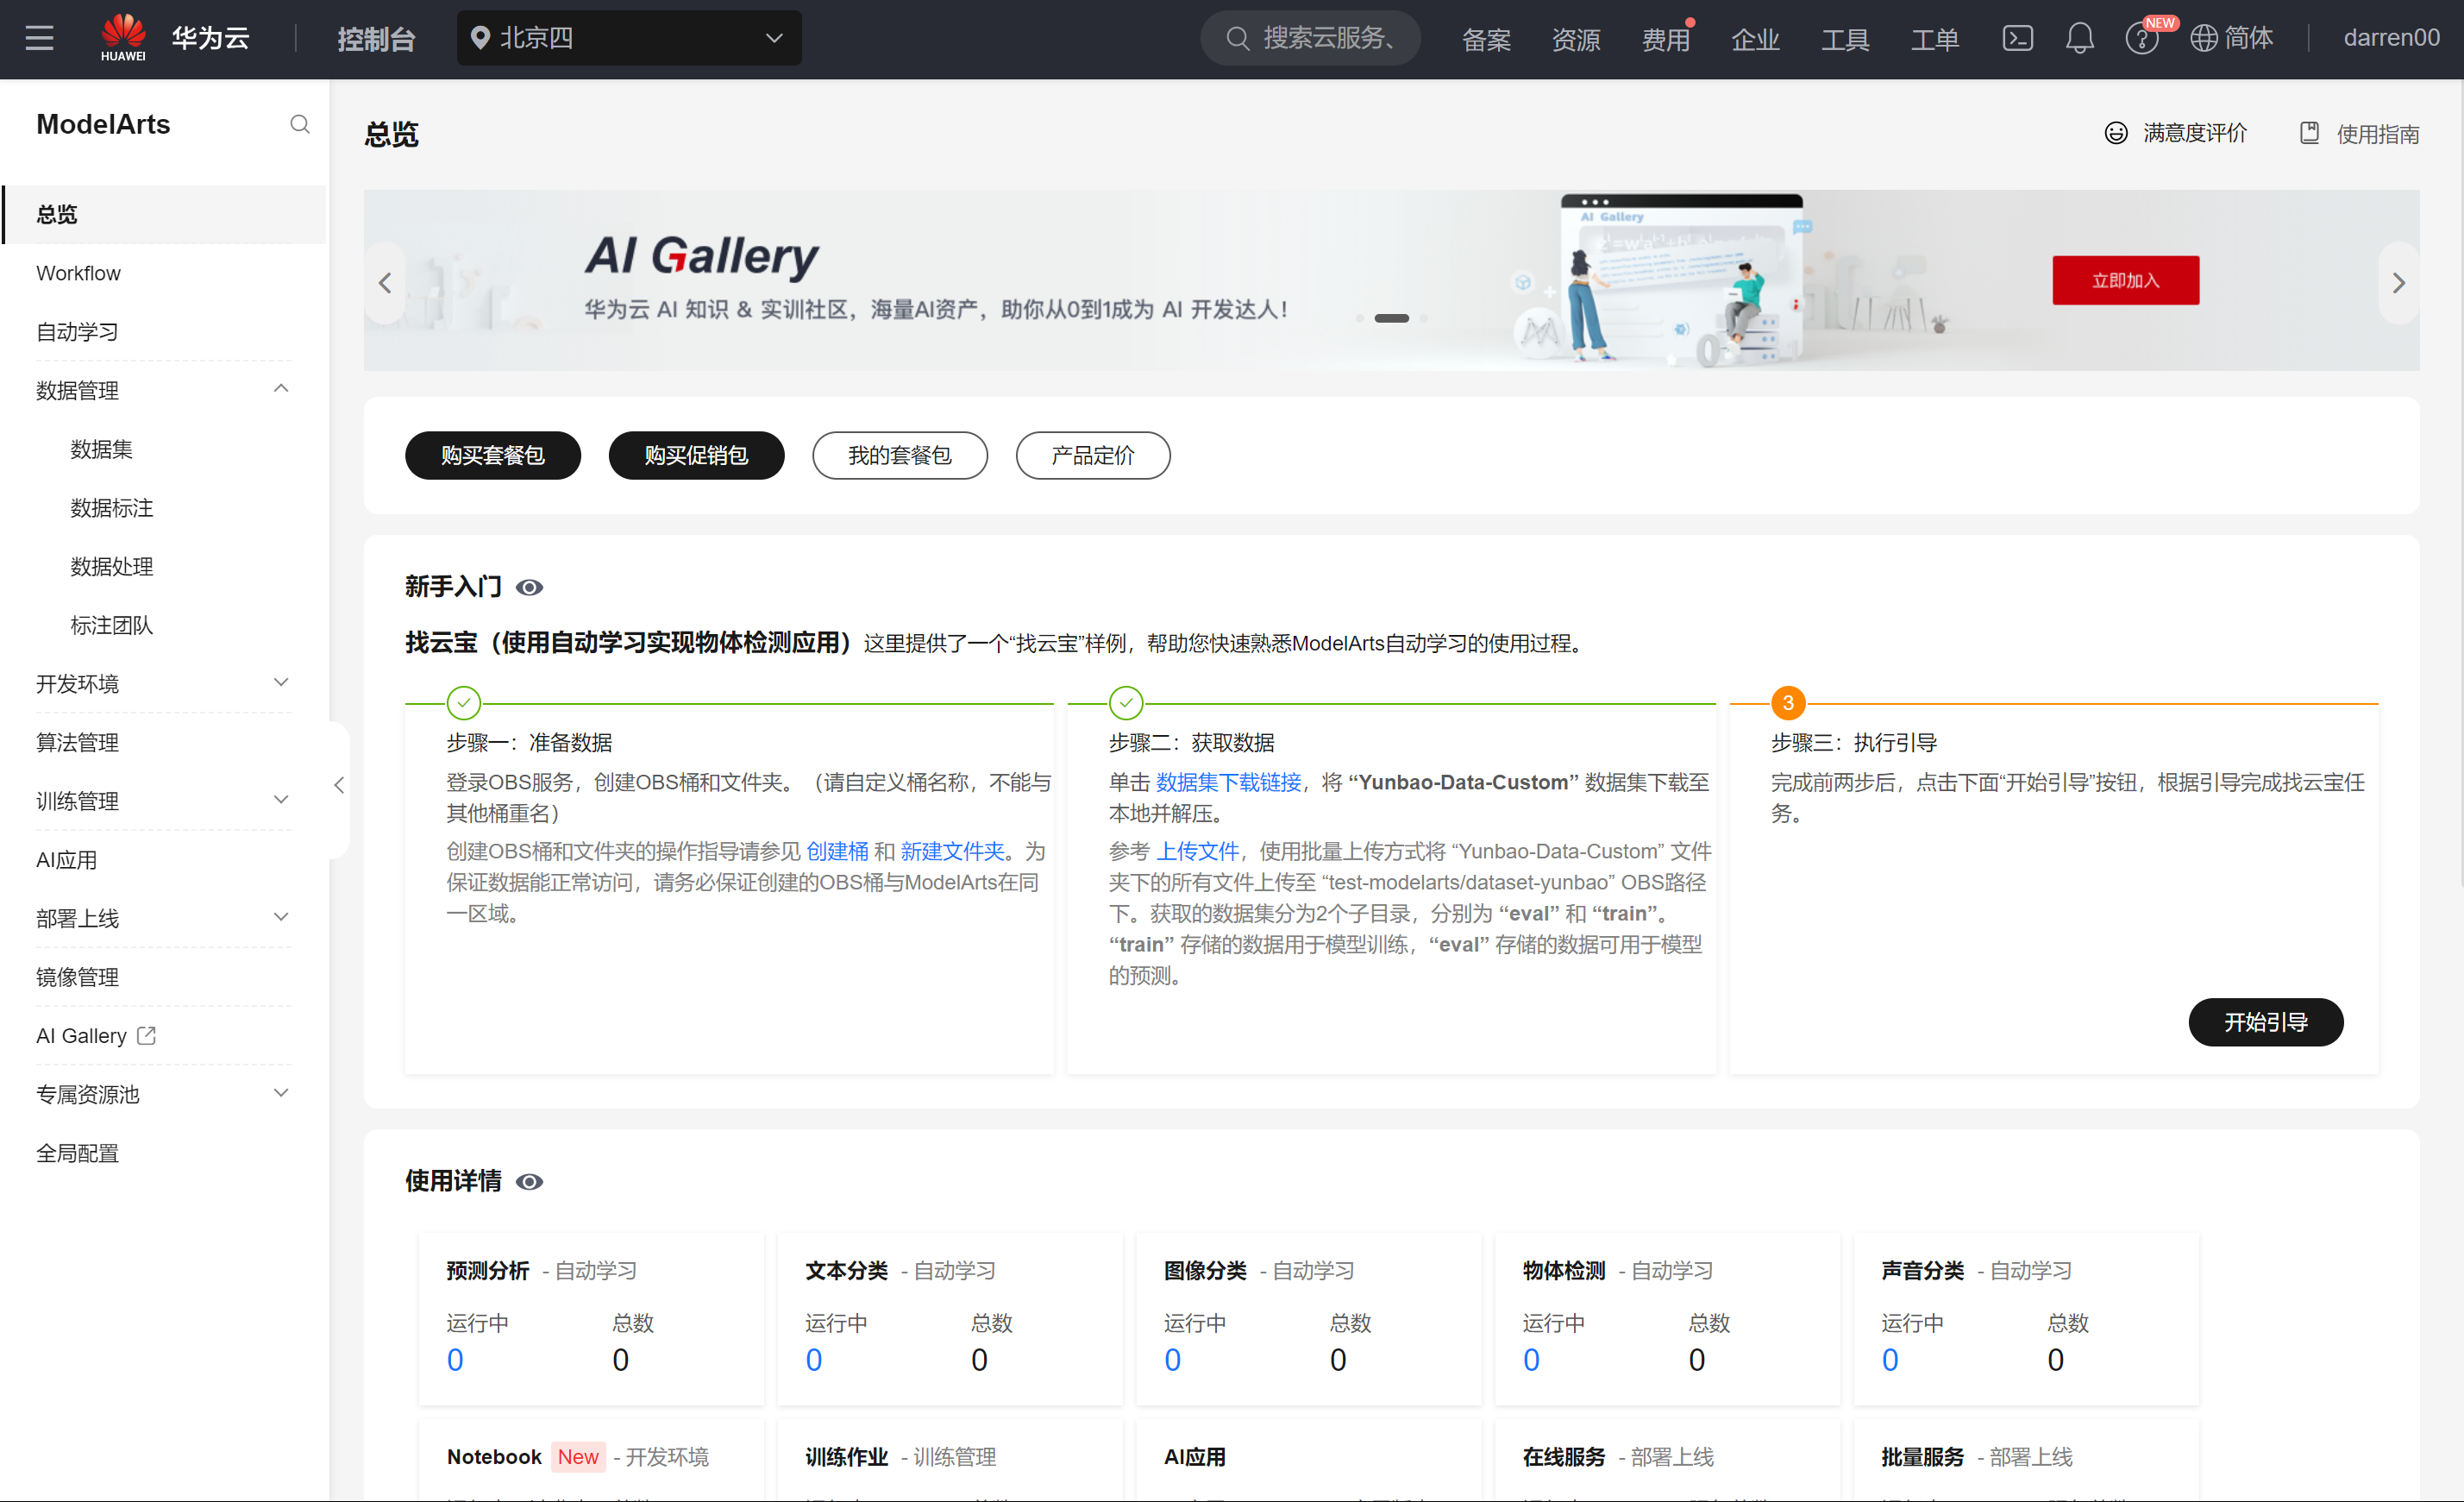 HUAWEI
华为云
控制台
北京四
搜索云服务、
备案
资源
费用
企业
工具
工单
NEW
简体
darren00
ModelArts
总览
Workflow
自动学习
数据管理
数据集
数据标注
数据处理
标注团队
开发环境
算法管理
训练管理
AI应用
部署上线
镜像管理
AI Gallery
专属资源池
全局配置
总览
满意度评价
使用指南
AI Gallery
华为云 AI 知识 & 实训社区，海量AI资产，助你从0到1成为 AI 开发达人！
AI Gallery
立即加入
购买套餐包
购买促销包
我的套餐包
产品定价
新手入门
找云宝（使用自动学习实现物体检测应用）这里提供了一个“找云宝”样例，帮助您快速熟悉ModelArts自动学习的使用过程。
步骤一：准备数据
登录OBS服务，创建OBS桶和文件夹。（请自定义桶名称，不能与
其他桶重名）
创建OBS桶和文件夹的操作指导请参见 创建桶 和 新建文件夹。为
保证数据能正常访问，请务必保证创建的OBS桶与ModelArts在同
一区域。
步骤二：获取数据
单击 数据集下载链接，将 “Yunbao-Data-Custom” 数据集下载至
本地并解压。
参考 上传文件，使用批量上传方式将 “Yunbao-Data-Custom” 文件
夹下的所有文件上传至 “test-modelarts/dataset-yunbao” OBS路径
下。获取的数据集分为2个子目录，分别为 “eval” 和 “train”。
“train” 存储的数据用于模型训练，“eval” 存储的数据可用于模型
的预测。
3
步骤三：执行引导
完成前两步后，点击下面“开始引导”按钮，根据引导完成找云宝任
务。
开始引导
使用详情
预测分析 - 自动学习
运行中 总数
0 0
文本分类 - 自动学习
运行中 总数
0 0
图像分类 - 自动学习
运行中 总数
0 0
物体检测 - 自动学习
运行中 总数
0 0
声音分类 - 自动学习
运行中 总数
0 0
Notebook New - 开发环境
训练作业 - 训练管理
AI应用
在线服务 - 部署上线
批量服务 - 部署上线